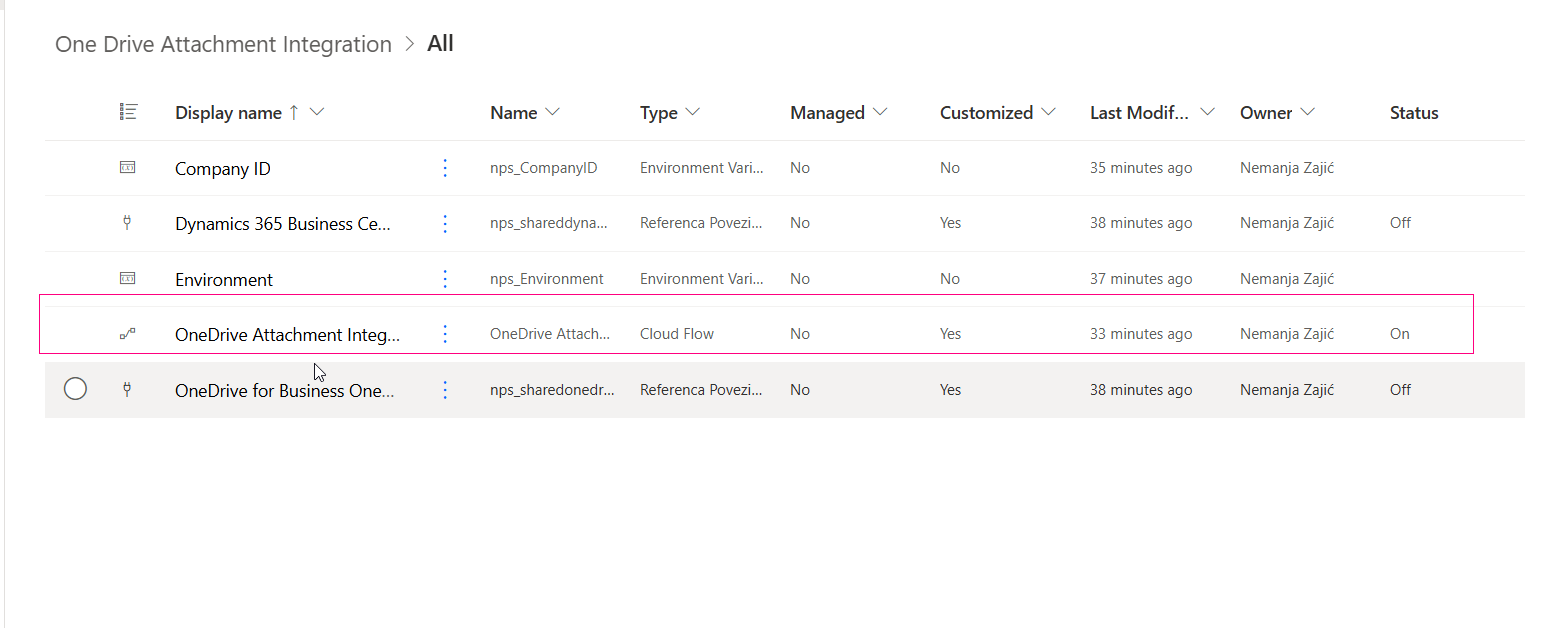 One Drive Attachment Integration > All
Display name ↑ Name Type Managed Customized Last Modif... Owner Status
Company ID nps_CompanyID Environment Vari... No No 35 minutes ago Nemanja Zajić
Dynamics 365 Business Ce... nps_shareddyna... Referenca Povezi... No Yes 38 minutes ago Nemanja Zajić Off
Environment nps_Environment Environment Vari... No No 37 minutes ago Nemanja Zajić
OneDrive Attachment Integ... OneDrive Attach... Cloud Flow No Yes 33 minutes ago Nemanja Zajić On
OneDrive for Business One... nps_sharedonedr... Referenca Povezi... No Yes 38 minutes ago Nemanja Zajić Off